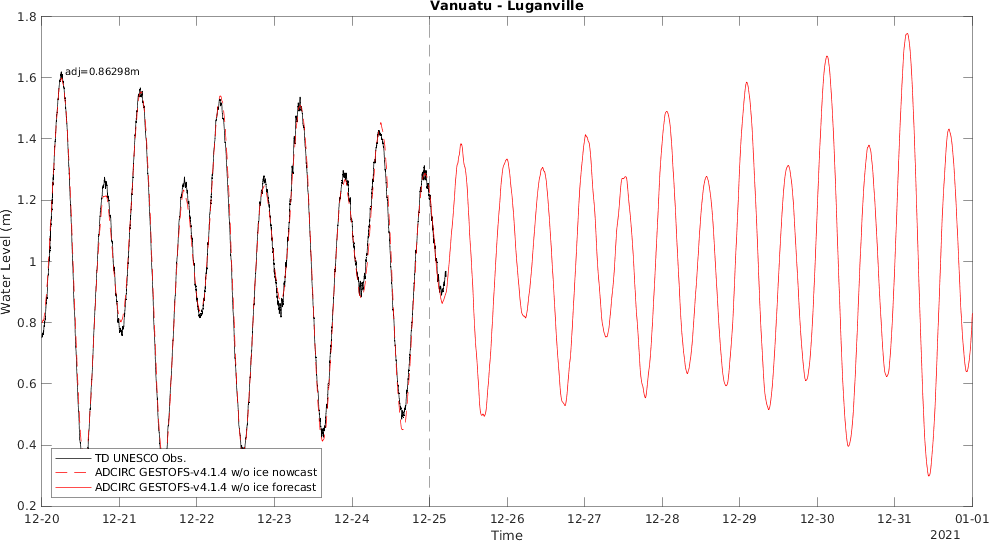 Vanuatu - Luganville
adj=0.86298m
Water Level (m)
1.8
1.6
1.4
1.2
1
0.8
0.6
0.4
0.2
TD UNESCO Obs.
ADCIRC GESTOFS-v4.1.4 w/o ice nowcast
ADCIRC GESTOFS-v4.1.4 w/o ice forecast
12-20 12-21 12-22 12-23 12-24 12-25 12-26 12-27 12-28 12-29 12-30 12-31 01-01
Time
2021